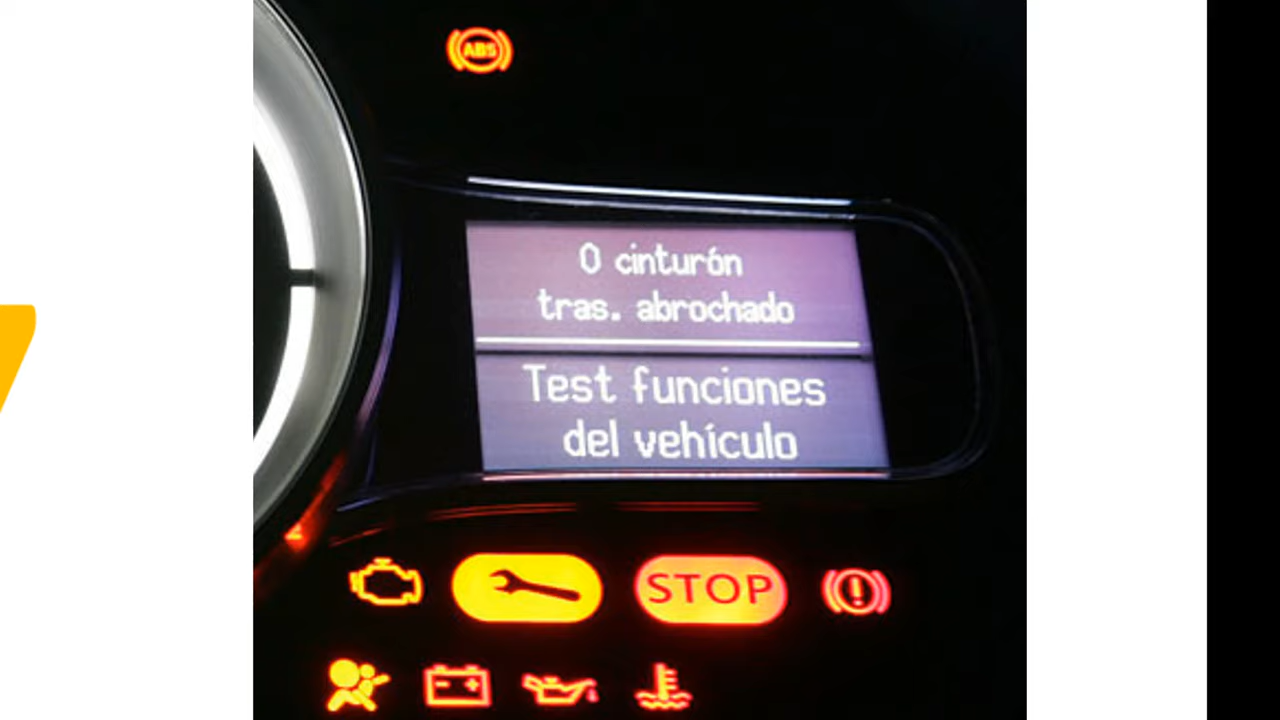 ABS
0 cinturón
tras. abrochado
Test funciones
del vehículo
STOP